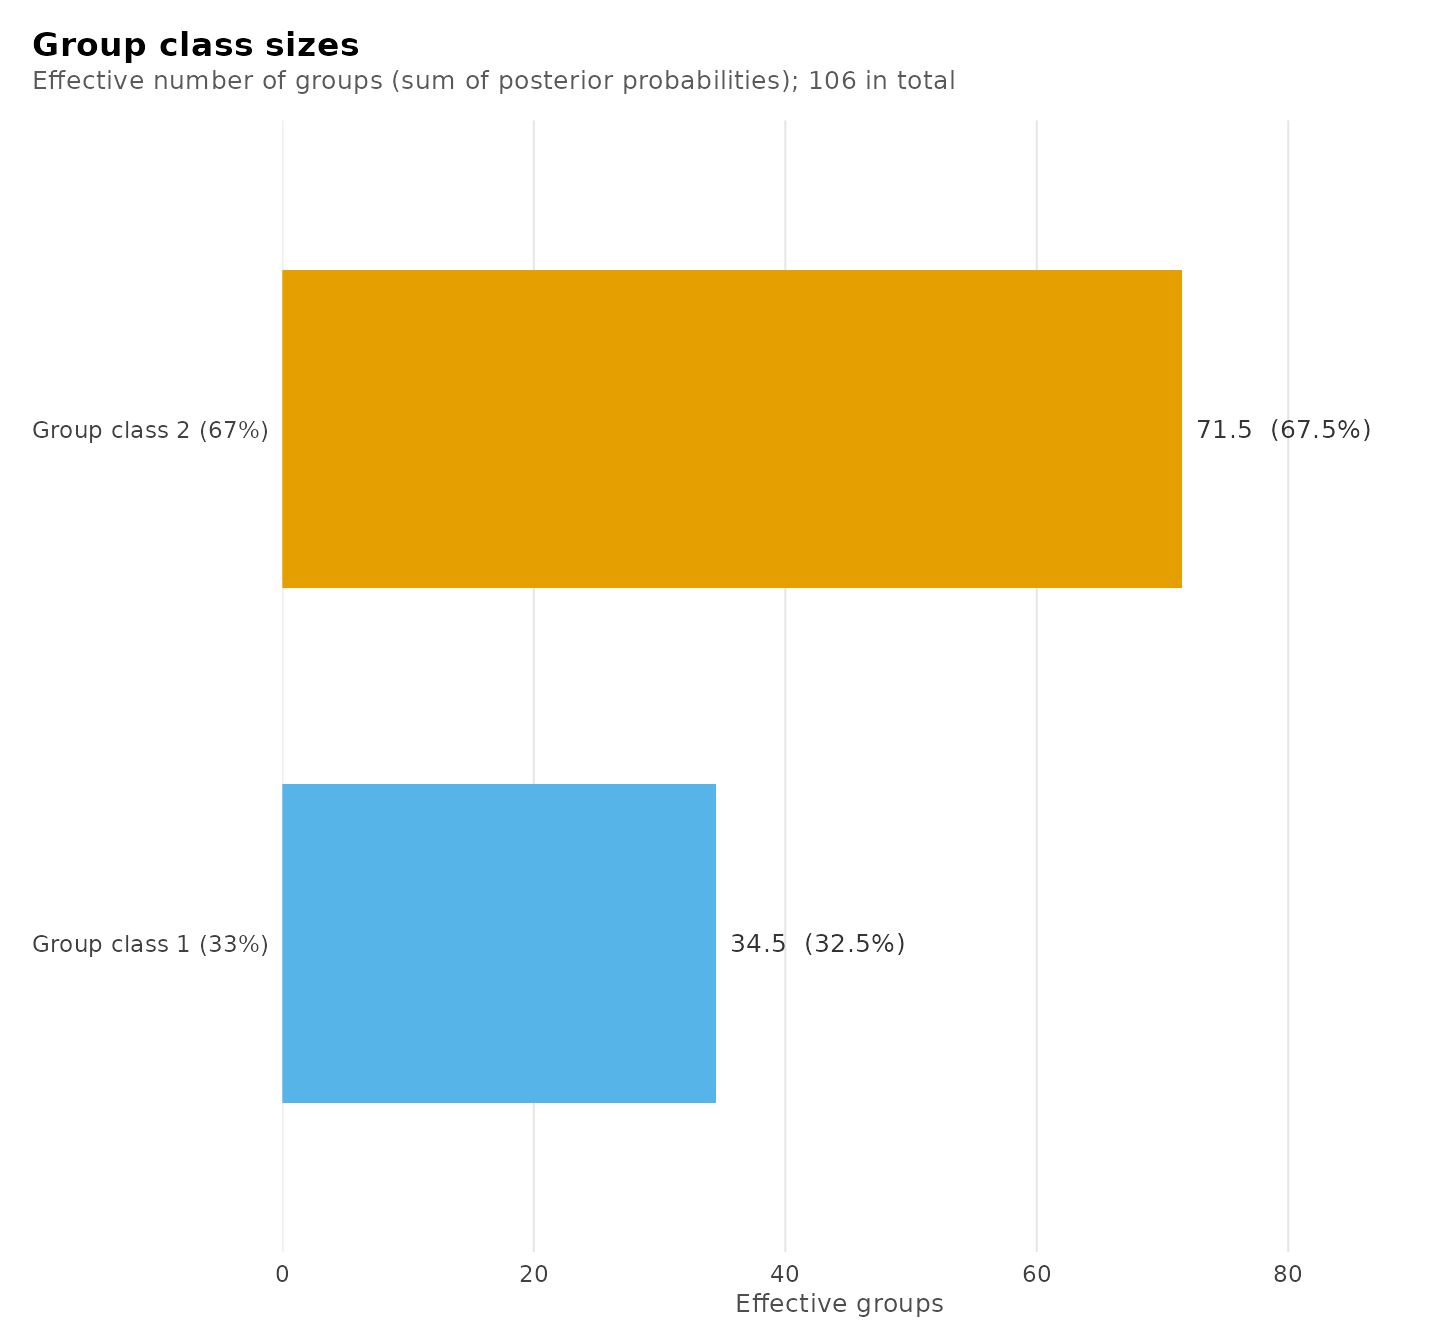 Group class sizes
Effective number of groups (sum of posterior probabilities); 106 in total
Group class 2 (67%)
71.5  (67.5%)
Group class 1 (33%)
34.5  (32.5%)
0 20 40 60 80
Effective groups